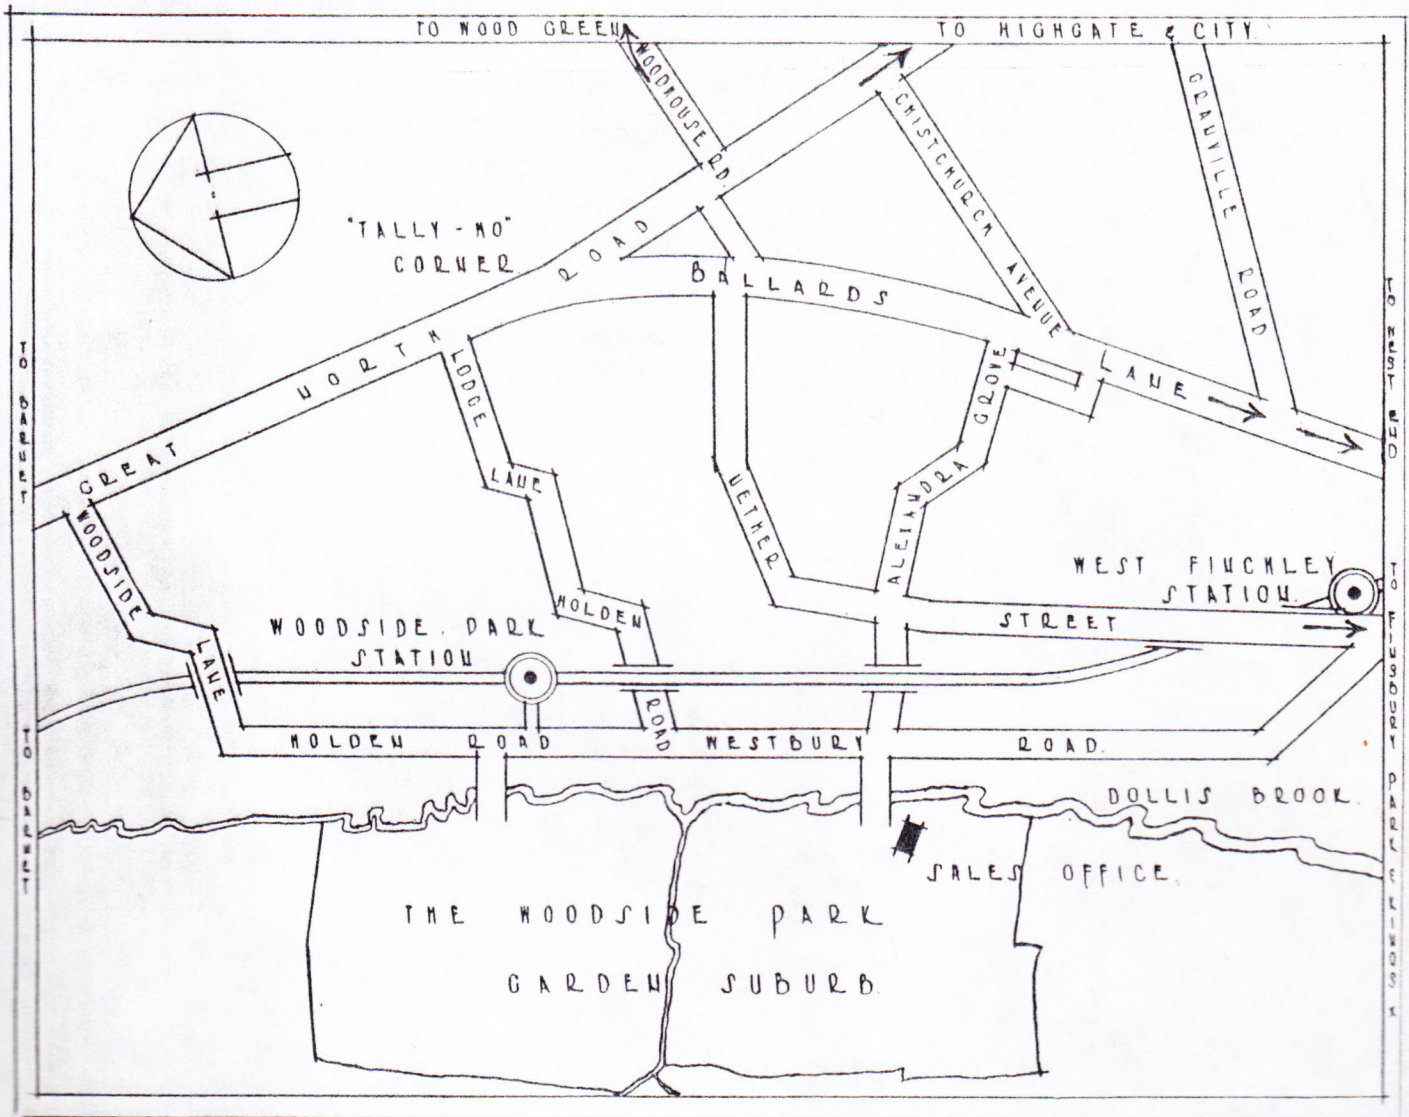 TO WOOD GREEN
TO HIGHGATE & CITY.
WOODHOUSE RD.
CHISTCHURCH AVENUE
GRANVILLE ROAD
"TALLY-HO"
CORNER.
GREAT NORTH ROAD
BALLARDS LANE
TO BARNET
TO WEST END
LODGE
LANE
WOODSIDE
LANE
NETHER
STREET
ALEXANDRA GROVE
WEST FINCHLEY
STATION.
TO FINSBURY PARK & KINGS X
HOLDEN
ROAD
WOODSIDE PARK
STATION
HOLDEN ROAD
WESTBURY ROAD.
TO BARNET
DOLLIS BROOK.
SALES OFFICE.
THE WOODSIDE PARK
GARDEN SUBURB.